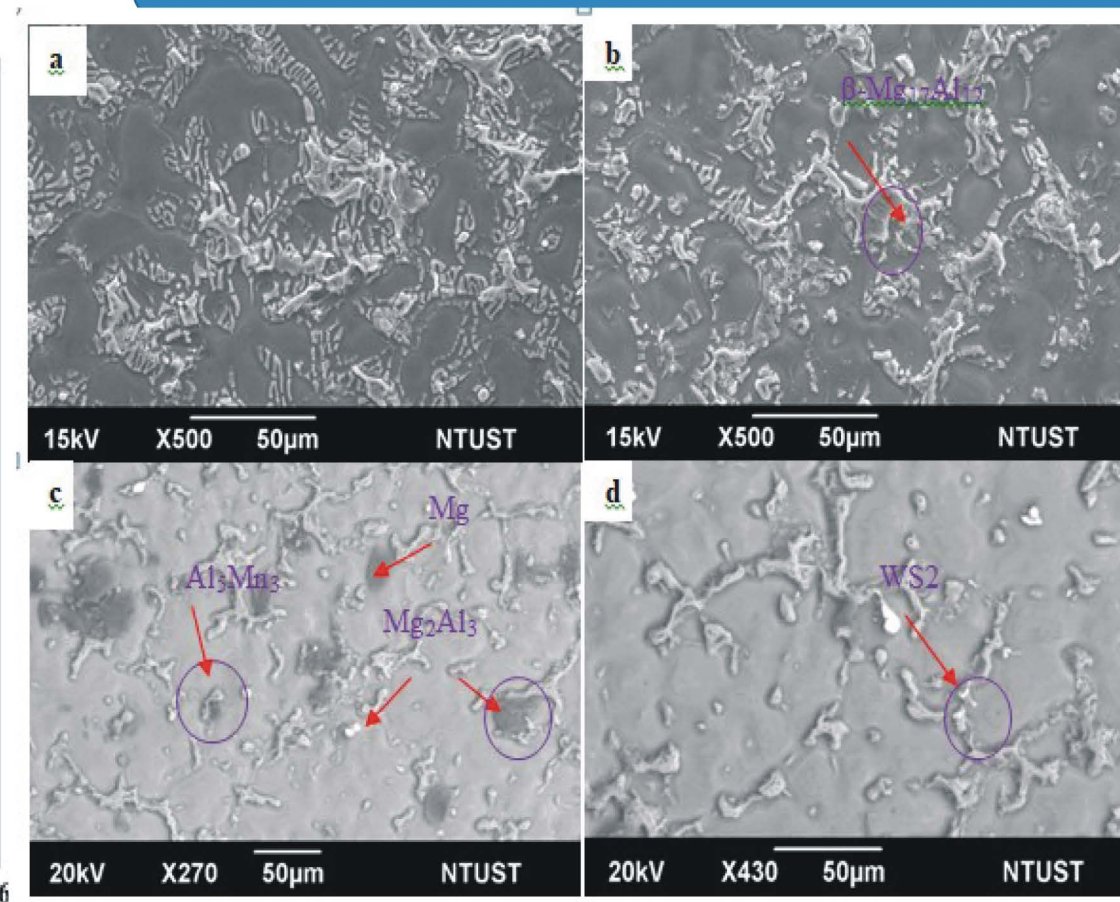 a
b
β-Mg₁₇Al₁₂
15kV X500 50µm NTUST
15kV X500 50µm NTUST
c
d
Mg
Al₅Mn₃
Mg₂Al₃
WS2
20kV X270 50µm NTUST
20kV X430 50µm NTUST